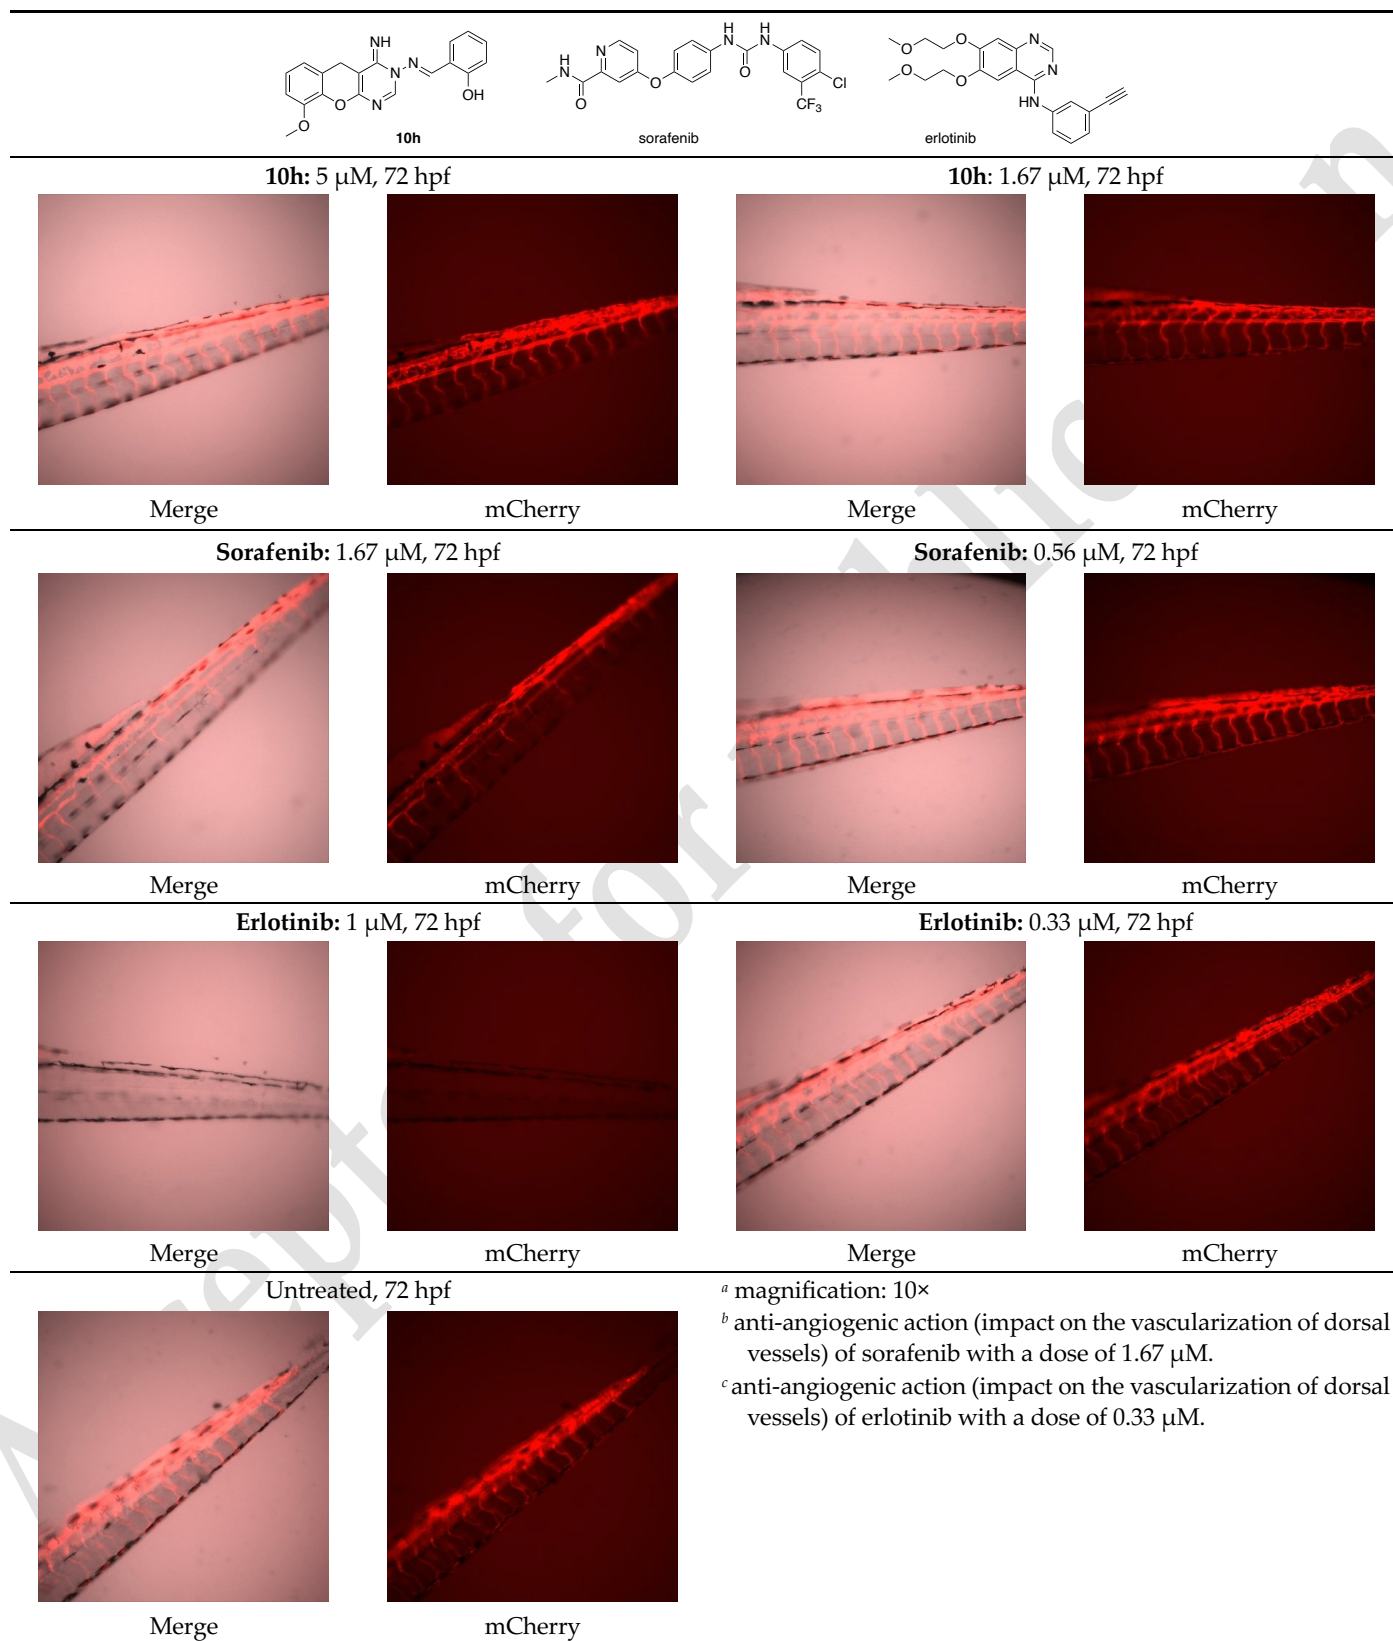 NH
N
N
N
O
O
OH
10h
H
N
O
N
O
H
N
H
N
O
Cl
CF3
sorafenib
O
O
O
O
N
N
HN
erlotinib
10h: 5 µM, 72 hpf
10h: 1.67 µM, 72 hpf
Merge
mCherry
Merge
mCherry
Sorafenib: 1.67 µM, 72 hpf
Sorafenib: 0.56 µM, 72 hpf
Merge
mCherry
Merge
mCherry
Erlotinib: 1 µM, 72 hpf
Erlotinib: 0.33 µM, 72 hpf
Merge
mCherry
Merge
mCherry
Untreated, 72 hpf
a magnification: 10×
b anti-angiogenic action (impact on the vascularization of dorsal
vessels) of sorafenib with a dose of 1.67 µM.
c anti-angiogenic action (impact on the vascularization of dorsal
vessels) of erlotinib with a dose of 0.33 µM.
Merge
mCherry